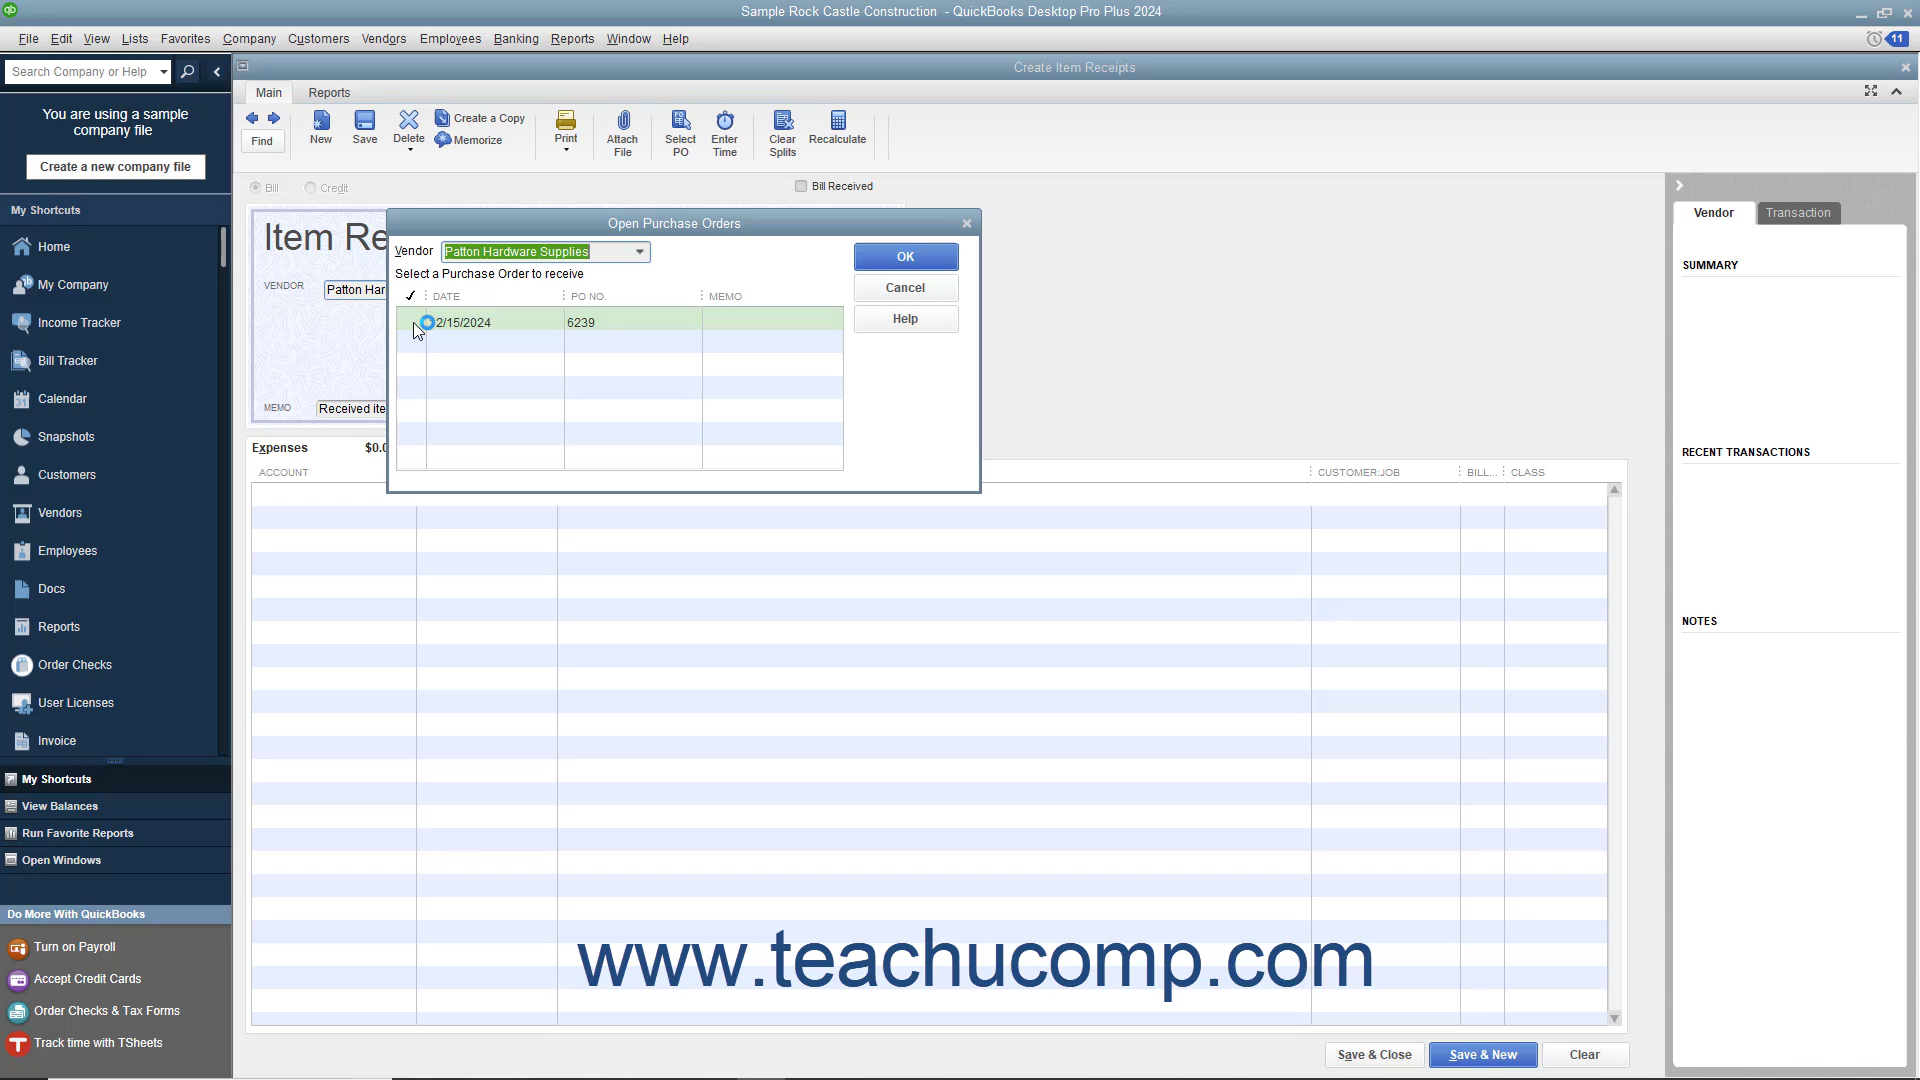 Sample Rock Castle Construction - QuickBooks Desktop Pro Plus 2024
File Edit View Lists Favorites Company Customers Vendors Employees Banking Reports Window Help
11
Search Company or Help
Create Item Receipts
You are using a sample
company file
Create a new company file
Main Reports
Find
New
Save
Delete
Create a Copy
Memorize
Print
Attach
File
Select
PO
Enter
Time
Clear
Splits
Recalculate
Bill
Credit
Bill Received
Item Re
VENDOR Patton Har
MEMO Received ite
Open Purchase Orders
Vendor Patton Hardware Supplies
Select a Purchase Order to receive
DATE PO NO. MEMO
2/15/2024 6239
OK
Cancel
Help
Expenses $0.0
ACCOUNT CUSTOMER:JOB BILL... CLASS
Vendor Transaction
SUMMARY
RECENT TRANSACTIONS
NOTES
My Shortcuts
Home
My Company
Income Tracker
Bill Tracker
31
Calendar
Snapshots
Customers
Vendors
Employees
Docs
Reports
Order Checks
User Licenses
Invoice
My Shortcuts
View Balances
Run Favorite Reports
Open Windows
Do More With QuickBooks
Turn on Payroll
Accept Credit Cards
Order Checks & Tax Forms
Track time with TSheets
www.teachucomp.com
Save & Close Save & New Clear